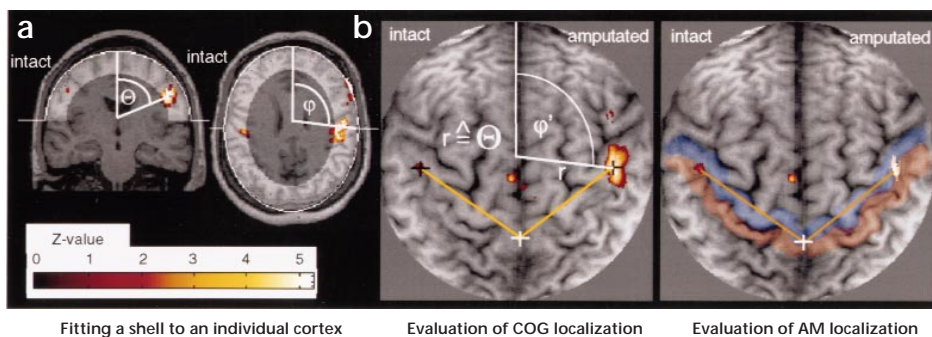 a
intact
intact
Θ
φ
Z-value
0 1 2 3 4 5
b
intact
amputated
r ≙ Θ
φ'
r
intact
amputated
Fitting a shell to an individual cortex
Evaluation of COG localization
Evaluation of AM localization